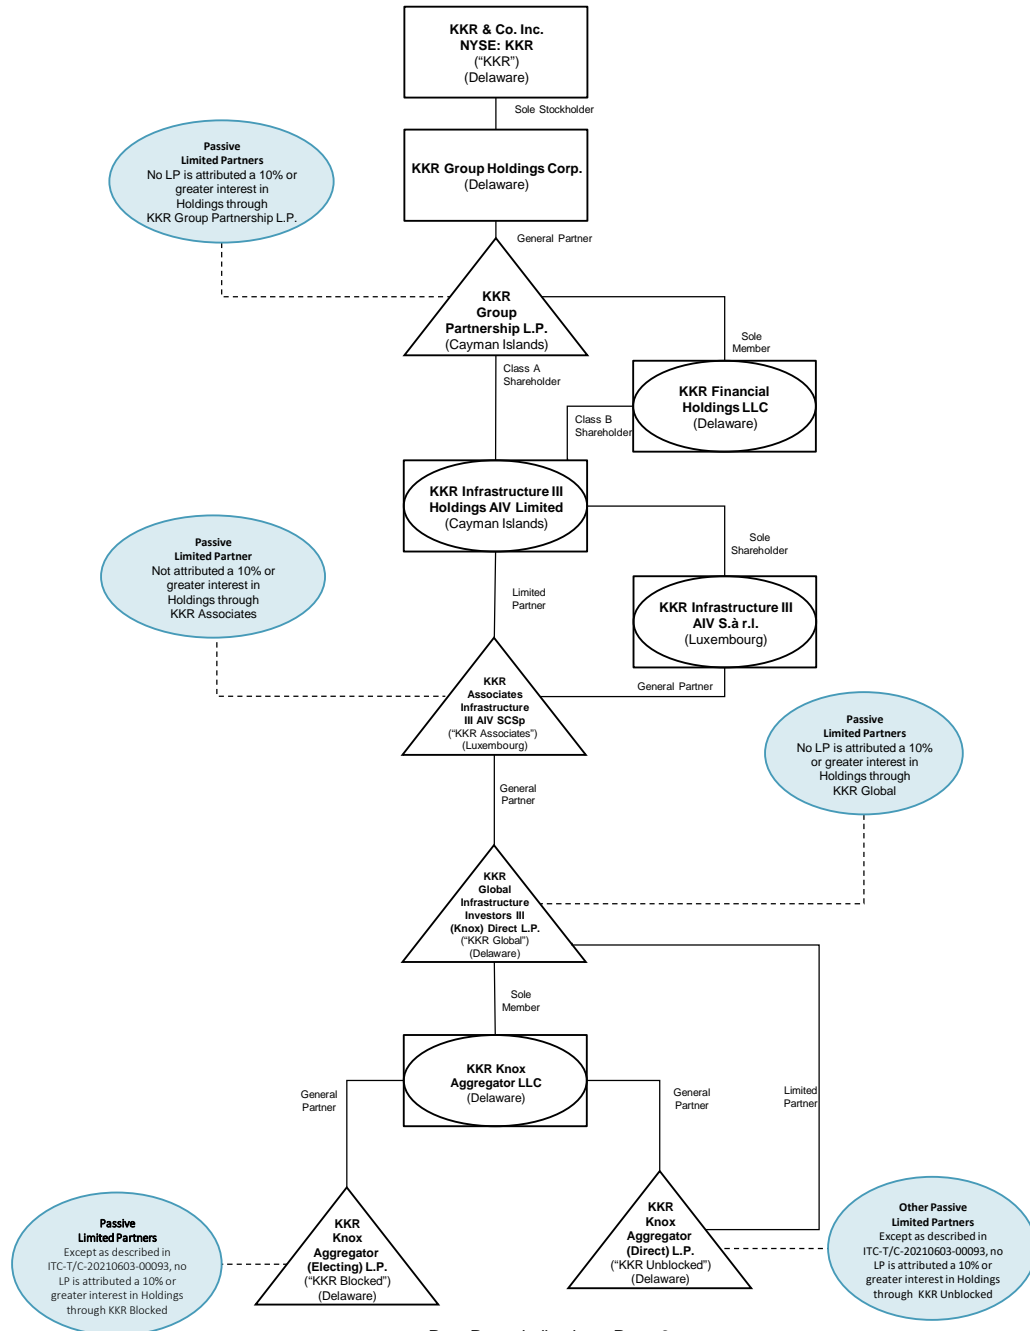 KKR & Co. Inc.
NYSE: KKR
(“KKR”)
(Delaware)
Sole Stockholder
Passive
Limited Partners
No LP is attributed a 10% or
greater interest in
Holdings through
KKR Group Partnership L.P.
KKR Group Holdings Corp.
(Delaware)
General Partner
KKR
Group
Partnership L.P.
(Cayman Islands)
Sole
Member
Class A
Shareholder
KKR Financial
Holdings LLC
(Delaware)
Class B
Shareholder
KKR Infrastructure III
Holdings AIV Limited
(Cayman Islands)
Sole
Shareholder
Passive
Limited Partner
Not attributed a 10% or
greater interest in
Holdings through
KKR Associates
Limited
Partner
KKR Infrastructure III
AIV S.à r.l.
(Luxembourg)
General Partner
KKR
Associates
Infrastructure
III AIV SCSp
(“KKR Associates”)
(Luxembourg)
Passive
Limited Partners
No LP is attributed a 10%
or greater interest in
Holdings through
KKR Global
General
Partner
KKR
Global
Infrastructure
Investors III
(Knox) Direct L.P.
(“KKR Global”)
(Delaware)
Sole
Member
KKR Knox
Aggregator LLC
(Delaware)
General
Partner
General
Partner
Limited
Partner
Passive
Limited Partners
Except as described in
ITC-T/C-20210603-00093, no
LP is attributed a 10% or
greater interest in Holdings
through KKR Blocked
KKR
Knox
Aggregator
(Electing) L.P.
(“KKR Blocked”)
(Delaware)
KKR
Knox
Aggregator
(Direct) L.P.
(“KKR Unblocked”)
(Delaware)
Other Passive
Limited Partners
Except as described in
ITC-T/C-20210603-00093, no
LP is attributed a 10% or
greater interest in Holdings
through KKR Unblocked